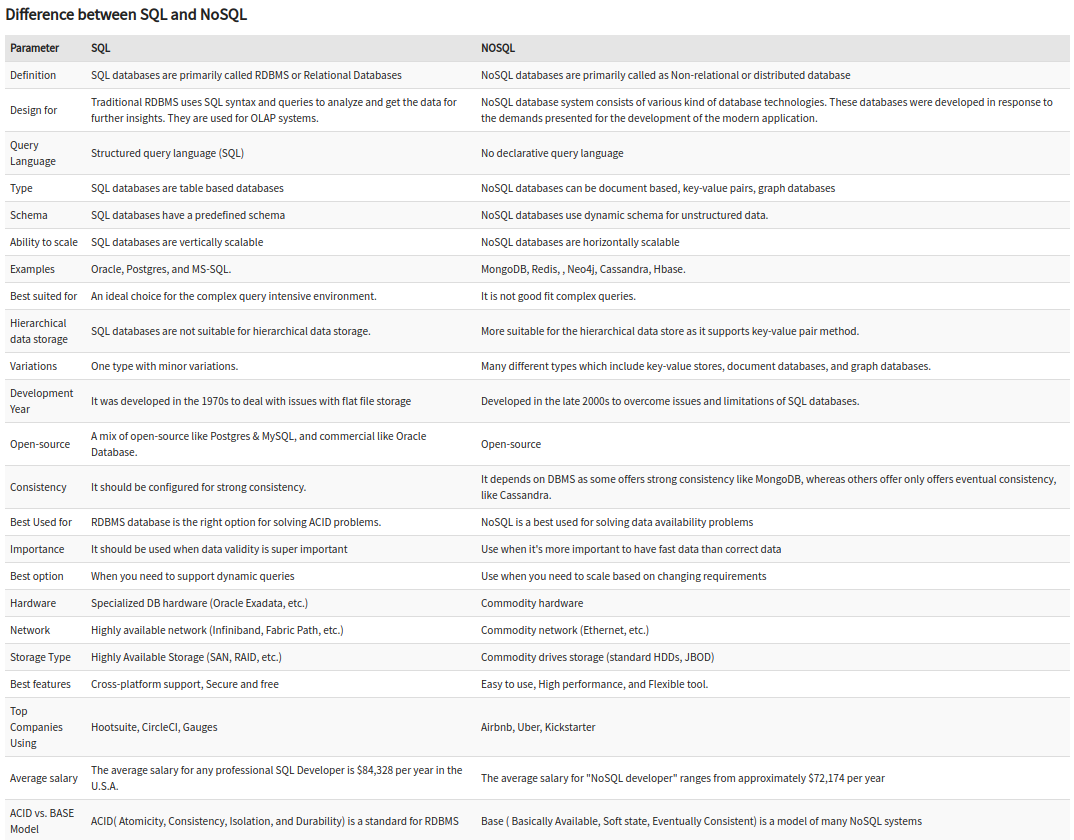 Difference between SQL and NoSQL
Parameter SQL NOSQL
Definition SQL databases are primarily called RDBMS or Relational Databases NoSQL databases are primarily called as Non-relational or distributed database
Design for Traditional RDBMS uses SQL syntax and queries to analyze and get the data for NoSQL database system consists of various kind of database technologies. These databases were developed in response to
further insights. They are used for OLAP systems. the demands presented for the development of the modern application.
Query
Language Structured query language (SQL) No declarative query language
Type SQL databases are table based databases NoSQL databases can be document based, key-value pairs, graph databases
Schema SQL databases have a predefined schema NoSQL databases use dynamic schema for unstructured data.
Ability to scale SQL databases are vertically scalable NoSQL databases are horizontally scalable
Examples Oracle, Postgres, and MS-SQL. MongoDB, Redis, , Neo4j, Cassandra, Hbase.
Best suited for An ideal choice for the complex query intensive environment. It is not good fit complex queries.
Hierarchical
data storage SQL databases are not suitable for hierarchical data storage. More suitable for the hierarchical data store as it supports key-value pair method.
Variations One type with minor variations. Many different types which include key-value stores, document databases, and graph databases.
Development
Year It was developed in the 1970s to deal with issues with flat file storage Developed in the late 2000s to overcome issues and limitations of SQL databases.
Open-source A mix of open-source like Postgres & MySQL, and commercial like Oracle Open-source
Database.
Consistency It should be configured for strong consistency. It depends on DBMS as some offers strong consistency like MongoDB, whereas others offer only offers eventual consistency,
like Cassandra.
Best Used for RDBMS database is the right option for solving ACID problems. NoSQL is a best used for solving data availability problems
Importance It should be used when data validity is super important Use when it's more important to have fast data than correct data
Best option When you need to support dynamic queries Use when you need to scale based on changing requirements
Hardware Specialized DB hardware (Oracle Exadata, etc.) Commodity hardware
Network Highly available network (Infiniband, Fabric Path, etc.) Commodity network (Ethernet, etc.)
Storage Type Highly Available Storage (SAN, RAID, etc.) Commodity drives storage (standard HDDs, JBOD)
Best features Cross-platform support, Secure and free Easy to use, High performance, and Flexible tool.
Top
Companies Hootsuite, CircleCI, Gauges Airbnb, Uber, Kickstarter
Using
Average salary The average salary for any professional SQL Developer is $84,328 per year in the The average salary for "NoSQL developer" ranges from approximately $72,174 per year
U.S.A.
ACID vs. BASE
Model ACID( Atomicity, Consistency, Isolation, and Durability) is a standard for RDBMS Base ( Basically Available, Soft state, Eventually Consistent) is a model of many NoSQL systems